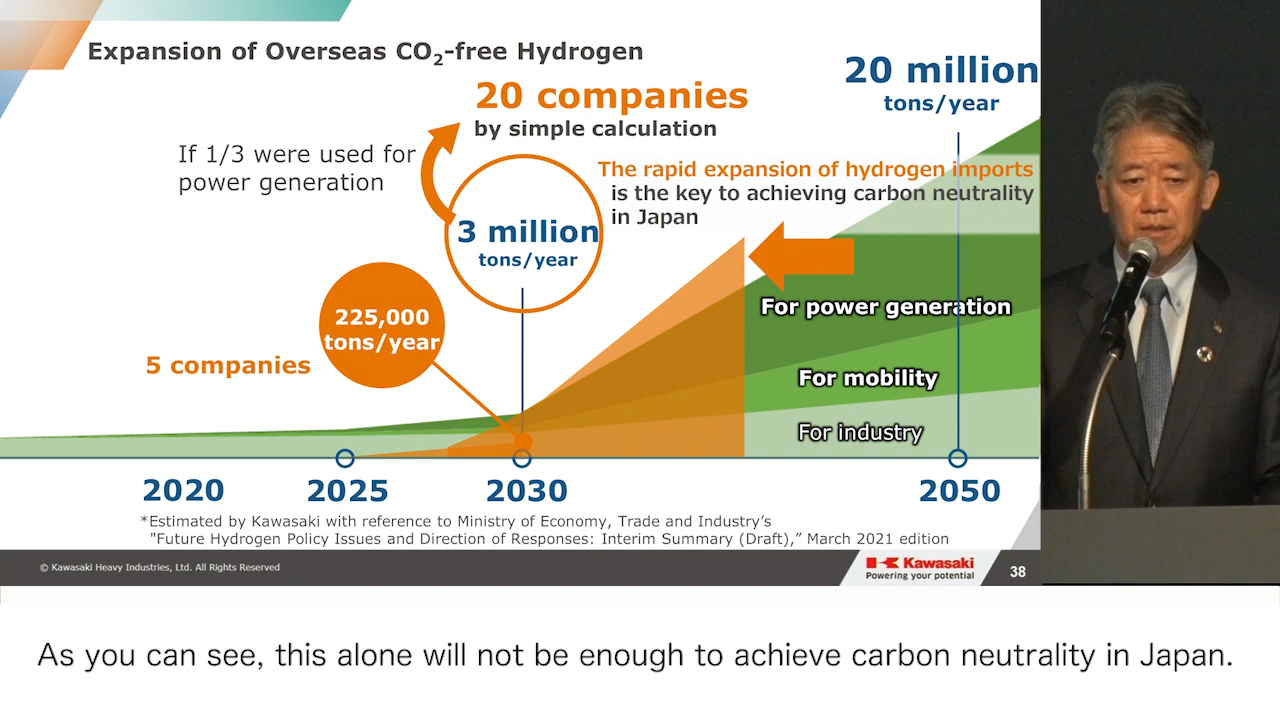 Expansion of Overseas CO₂-free Hydrogen
20 million
tons/year
20 companies
by simple calculation
If 1/3 were used for
power generation
The rapid expansion of hydrogen imports
is the key to achieving carbon neutrality
in Japan
3 million
tons/year
225,000
tons/year
5 companies
For power generation
For mobility
For industry
2020 2025 2030 2050
*Estimated by Kawasaki with reference to Ministry of Economy, Trade and Industry’s
"Future Hydrogen Policy Issues and Direction of Responses: Interim Summary (Draft),” March 2021 edition
© Kawasaki Heavy Industries, Ltd. All Rights Reserved
Kawasaki
Powering your potential
38
As you can see, this alone will not be enough to achieve carbon neutrality in Japan.